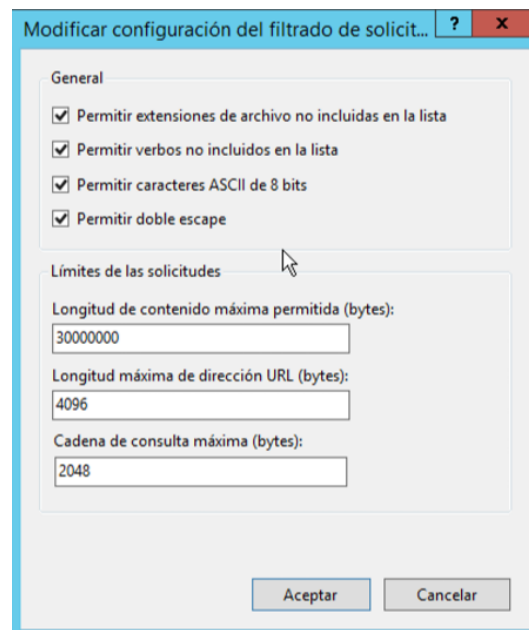 Modificar configuración del filtrado de solicit...
?
x
General
Permitir extensiones de archivo no incluidas en la lista
Permitir verbos no incluidos en la lista
Permitir caracteres ASCII de 8 bits
Permitir doble escape
Límites de las solicitudes
Longitud de contenido máxima permitida (bytes):
30000000
Longitud máxima de dirección URL (bytes):
4096
Cadena de consulta máxima (bytes):
2048
Aceptar
Cancelar